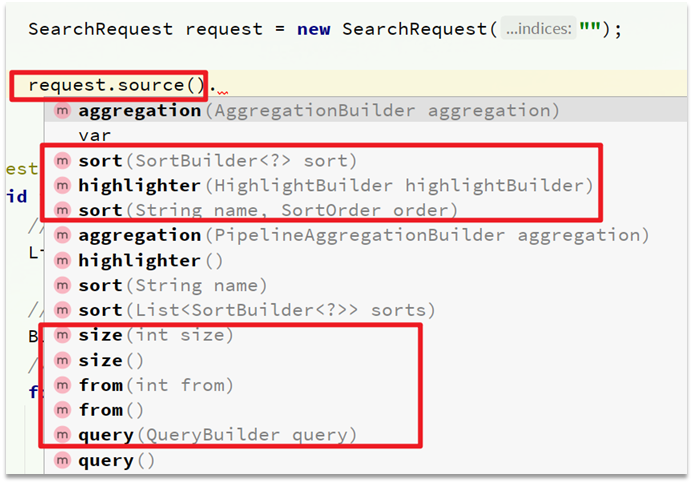 SearchRequest request = new SearchRequest( ...indices: "");
request.source().
m aggregation(AggregationBuilder aggregation)
var
est
m sort(SortBuilder<?> sort)
id
m highlighter(HighlightBuilder highlightBuilder)
//
m sort(String name, SortOrder order)
m aggregation(PipelineAggregationBuilder aggregation)
m highlighter()
m sort(String name)
//
m sort(List<SortBuilder<?>> sorts)
m size(int size)
m size()
m from(int from)
m from()
m query(QueryBuilder query)
m query()